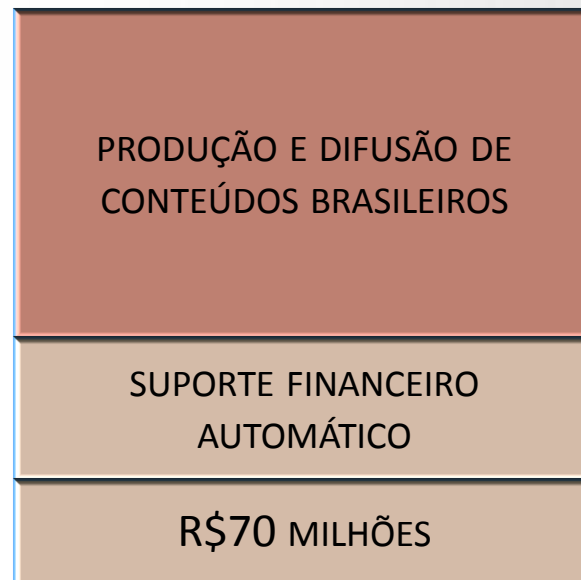 PRODUÇÃO E DIFUSÃO DE
CONTEÚDOS BRASILEIROS
SUPORTE FINANCEIRO
AUTOMÁTICO
R$70 MILHÕES